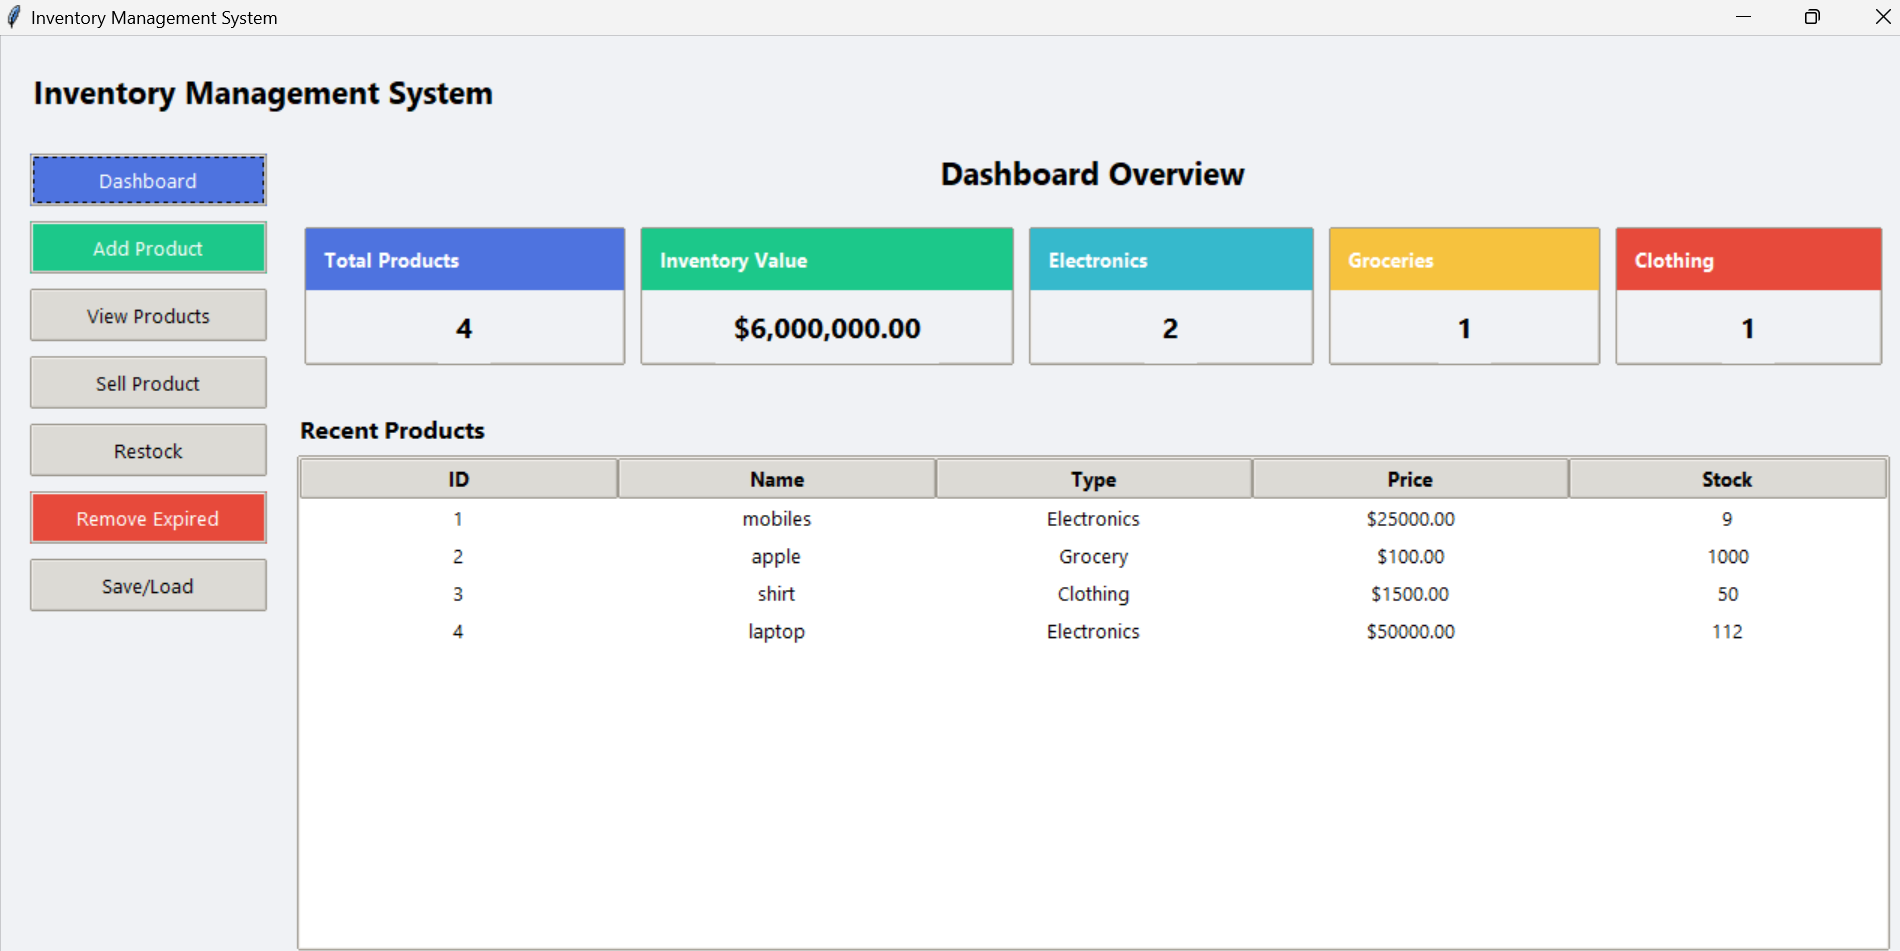 Inventory Management System
Inventory Management System
Dashboard
Add Product
View Products
Sell Product
Restock
Remove Expired
Save/Load
Dashboard Overview
Total Products Inventory Value Electronics Groceries Clothing
4 $6,000,000.00 2 1 1
Recent Products
ID Name Type Price Stock
1 mobiles Electronics $25000.00 9
2 apple Grocery $100.00 1000
3 shirt Clothing $1500.00 50
4 laptop Electronics $50000.00 112